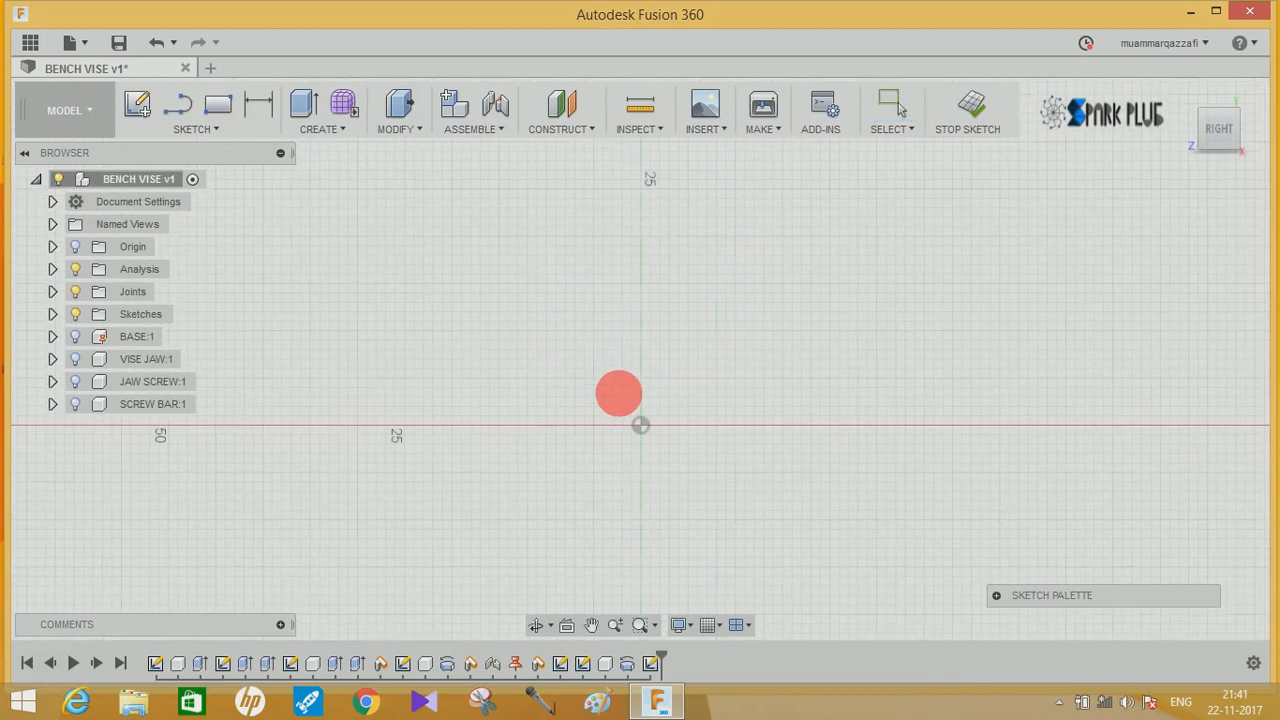 Autodesk Fusion 360
muammarqazzafi
BENCH VISE v1*
MODEL
SKETCH
CREATE
MODIFY
ASSEMBLE
CONSTRUCT
INSPECT
INSERT
MAKE
ADD-INS
SELECT
STOP SKETCH
SPARK PLUG
RIGHT
Z
X
BROWSER
BENCH VISE v1
Document Settings
Named Views
Origin
Analysis
Joints
Sketches
BASE:1
VISE JAW:1
JAW SCREW:1
SCREW BAR:1
25
50
25
SKETCH PALETTE
COMMENTS
ENG
21:41
22-11-2017